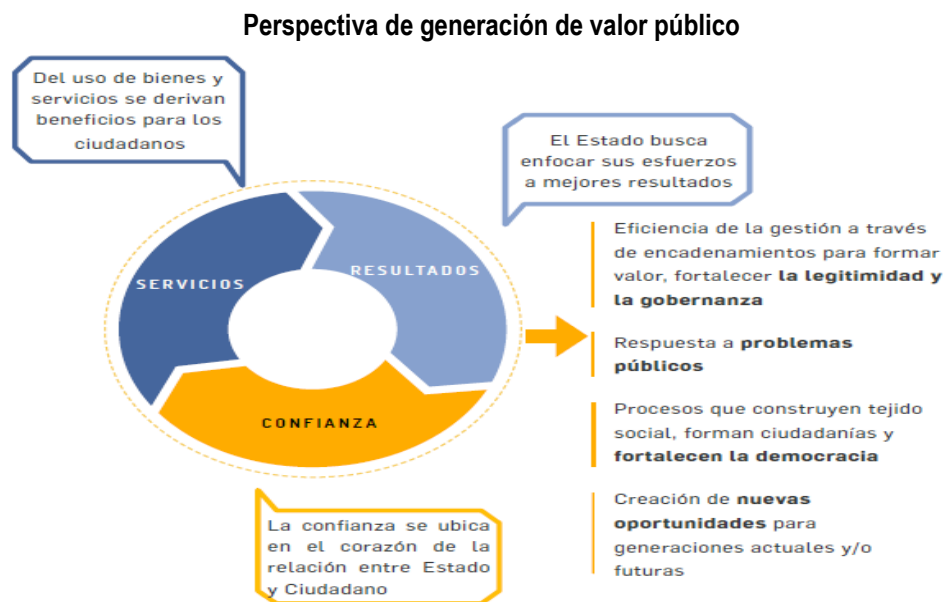 Perspectiva de generación de valor público
Del uso de bienes y
servicios se derivan
beneficios para los
ciudadanos
El Estado busca
enfocar sus esfuerzos
a mejores resultados
SERVICIOS
RESULTADOS
CONFIANZA
La confianza se ubica
en el corazón de la
relación entre Estado
y Ciudadano
Eficiencia de la gestión a través
de encadenamientos para formar
valor, fortalecer la legitimidad y
la gobernanza
Respuesta a problemas
públicos
Procesos que construyen tejido
social, forman ciudadanías y
fortalecen la democracia
Creación de nuevas
oportunidades para
generaciones actuales y/o
futuras